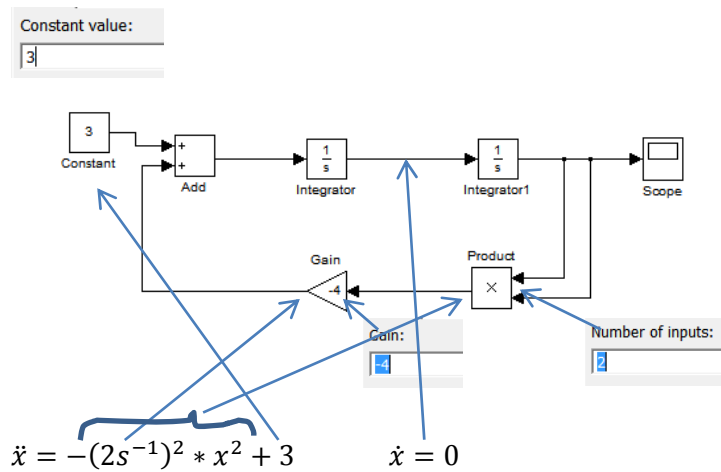 Constant value:
3
3
Constant
+
+
Add
1
s
Integrator
1
s
Integrator1
Scope
Gain
-4
Product
×
Gain:
-4
Number of inputs:
2
ẍ = −(2s⁻¹)² * x² + 3
ẋ = 0